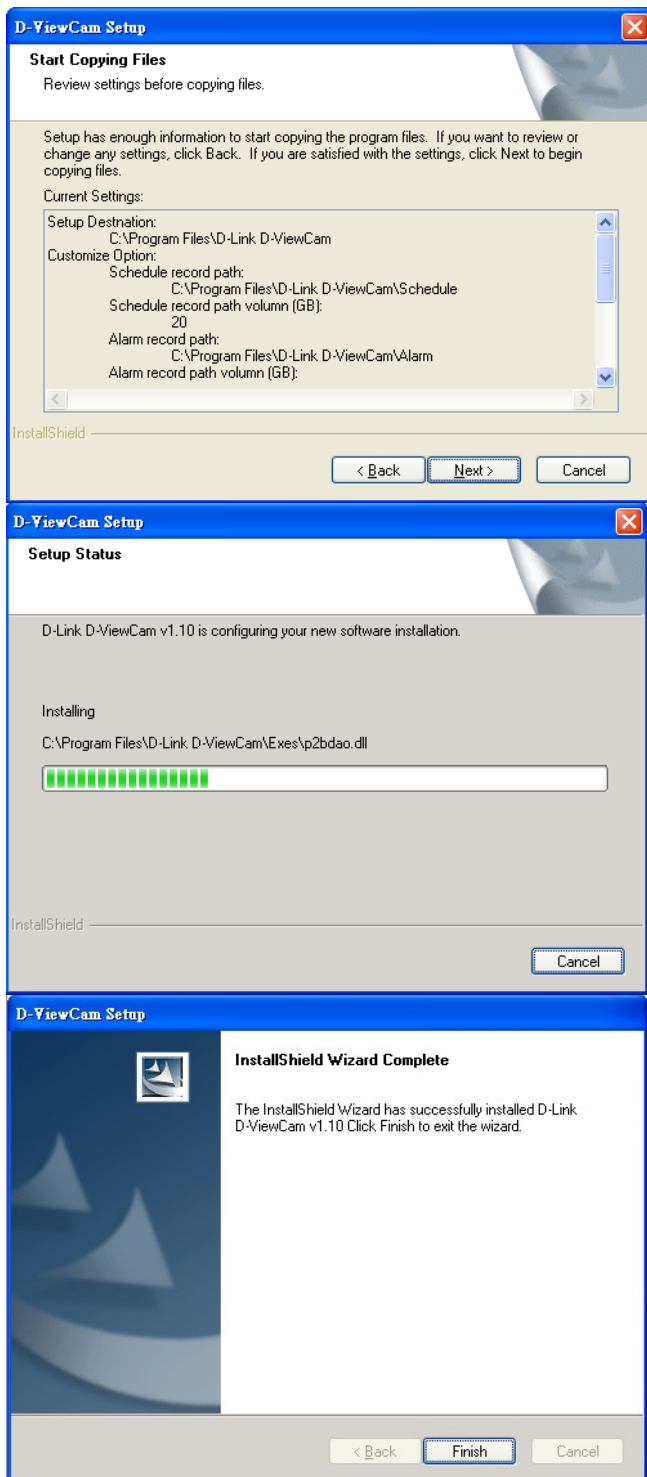 D-ViewCam Setup
Start Copying Files
Review settings before copying files.
Setup has enough information to start copying the program files. If you want to review or
change any settings, click Back. If you are satisfied with the settings, click Next to begin
copying files.
Current Settings:
Setup Destnation:
C:\Program Files\D-Link D-ViewCam
Customize Option:
Schedule record path:
C:\Program Files\D-Link D-ViewCam\Schedule
Schedule record path volumn (GB):
20
Alarm record path:
C:\Program Files\D-Link D-ViewCam\Alarm
Alarm record path volumn (GB):
InstallShield
< Back Next > Cancel
D-ViewCam Setup
Setup Status
D-Link D-ViewCam v1.10 is configuring your new software installation.
Installing
C:\Program Files\D-Link D-ViewCam\Exes\p2bdao.dll
InstallShield
Cancel
D-ViewCam Setup
InstallShield Wizard Complete
The InstallShield Wizard has successfully installed D-Link
D-ViewCam v1.10 Click Finish to exit the wizard.
< Back Finish Cancel